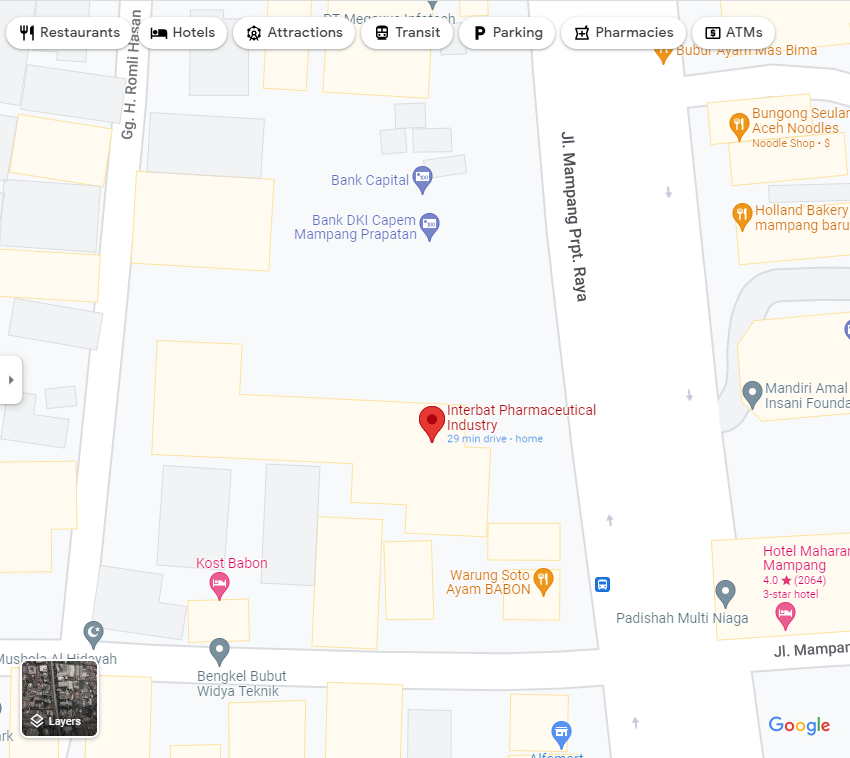 PT Megawa Infotech
Restaurants
Hotels
Attractions
Transit
Parking
Pharmacies
ATMs
Bubur Ayam Mas Bima
Gg. H. Romli Hasan
Bungong Seular
Aceh Noodles
Noodle Shop • $
Jl. Mampang Prpt. Raya
Bank Capital
Bank DKI Capem
Mampang Prapatan
Holland Bakery
mampang baru
Mandiri Amal
Insani Founda
Interbat Pharmaceutical
Industry
29 min drive - home
Kost Babon
Warung Soto
Ayam BABON
Hotel Mahara
Mampang
4.0 ★ (2064)
3-star hotel
Padishah Multi Niaga
Mushola Al Hidayah
Bengkel Bubut
Widya Teknik
Jl. Mampan
Layers
ark
Google
Alfamart